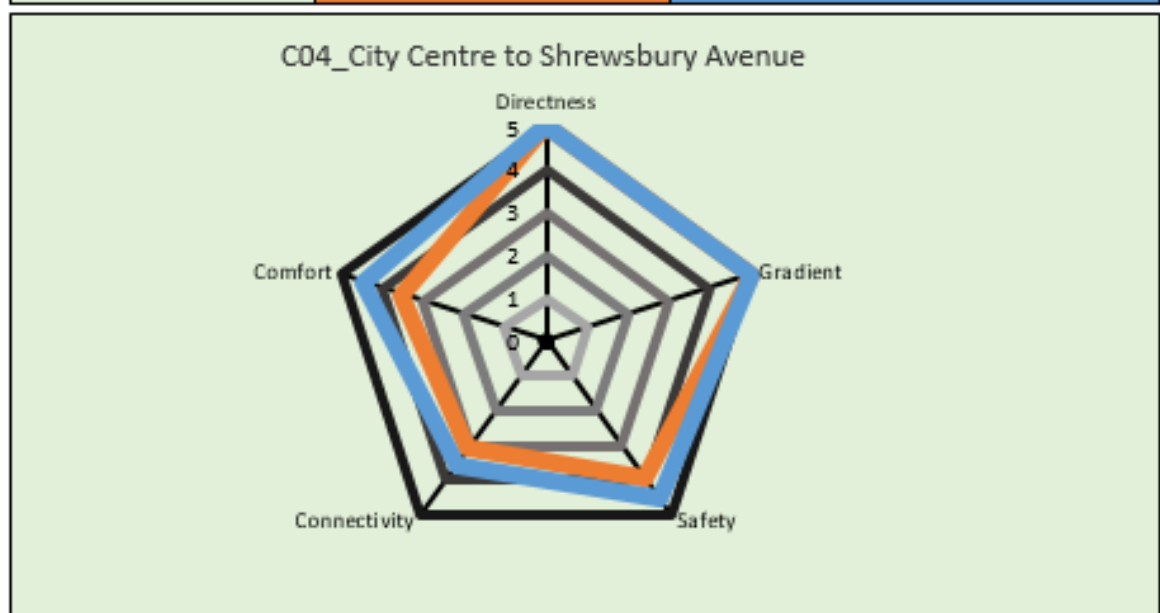 C04_City Centre to Shrewsbury Avenue
Directness
5
4
3
2
1
0
Comfort
Gradient
Connectivity
Safety